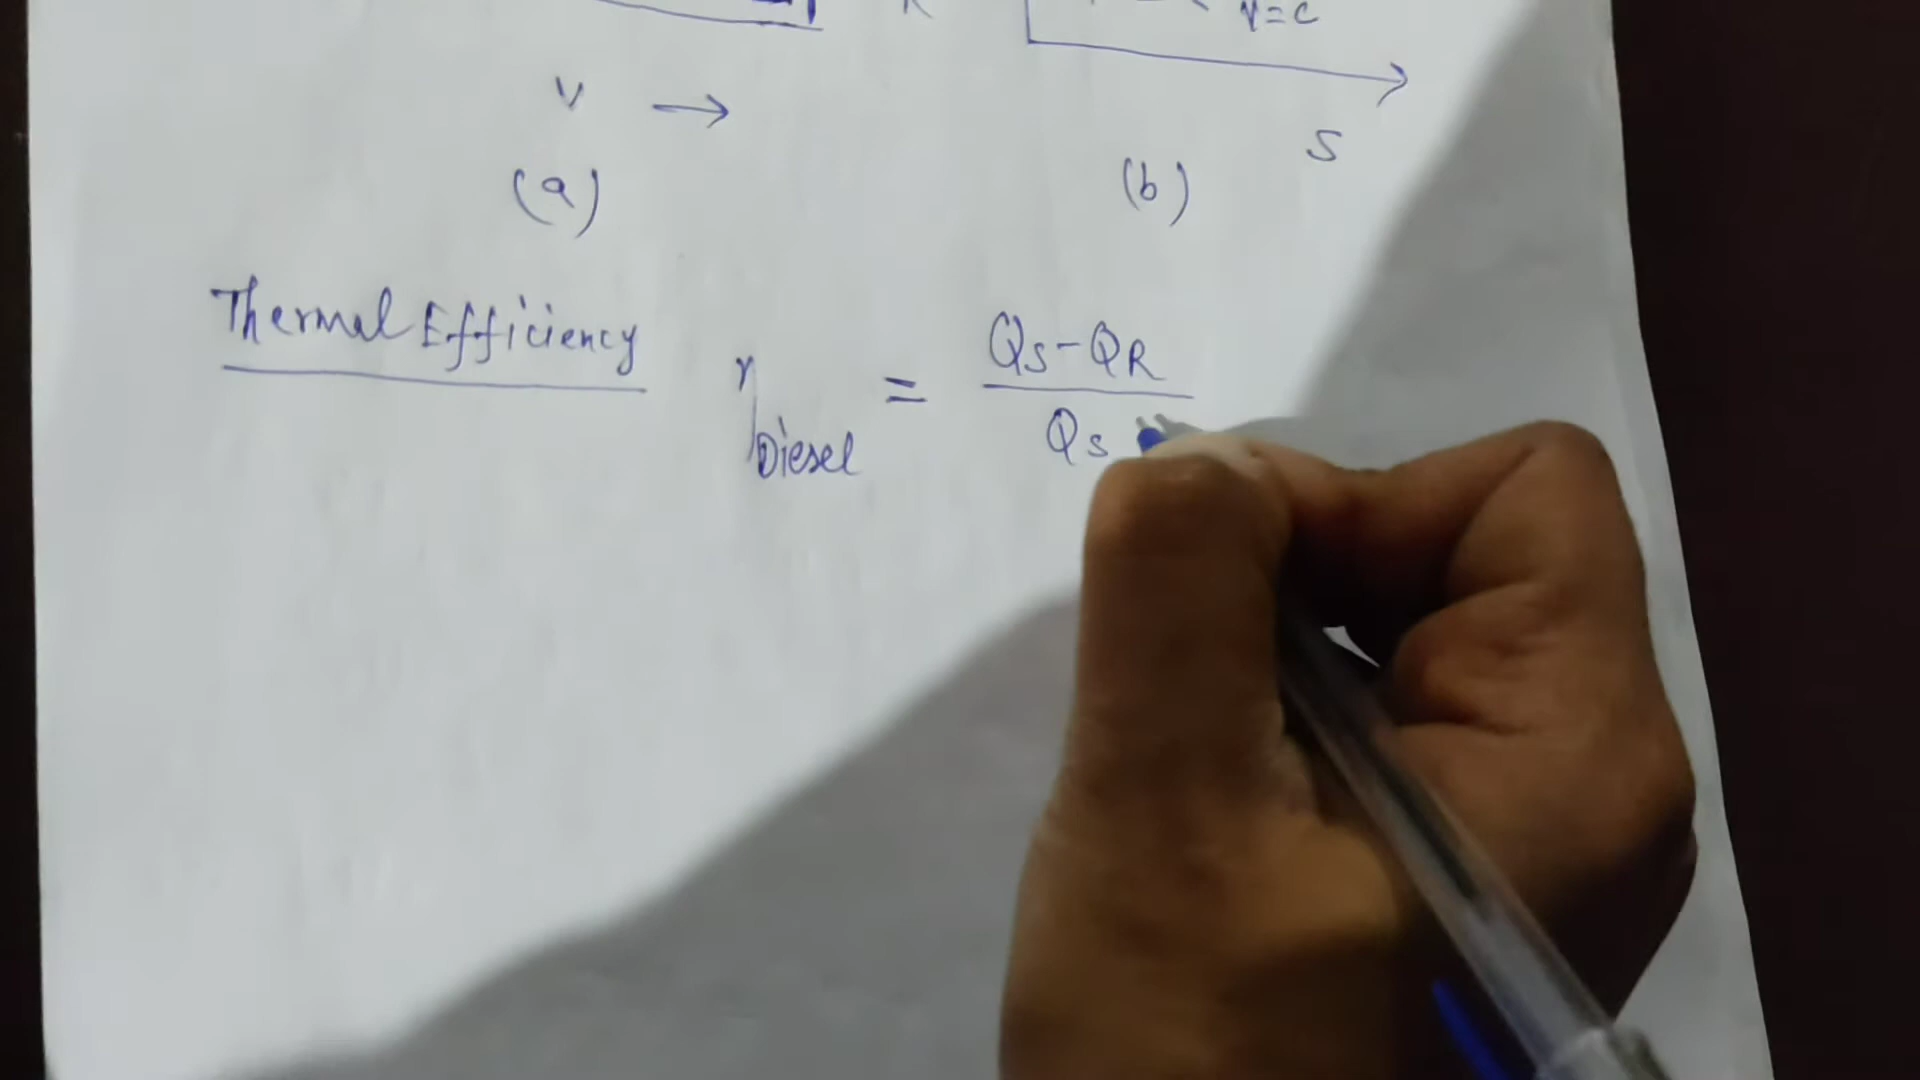 V=C
V →
S
(a)
(b)
Thermal Efficiency η Diesel = QS-QR / QS